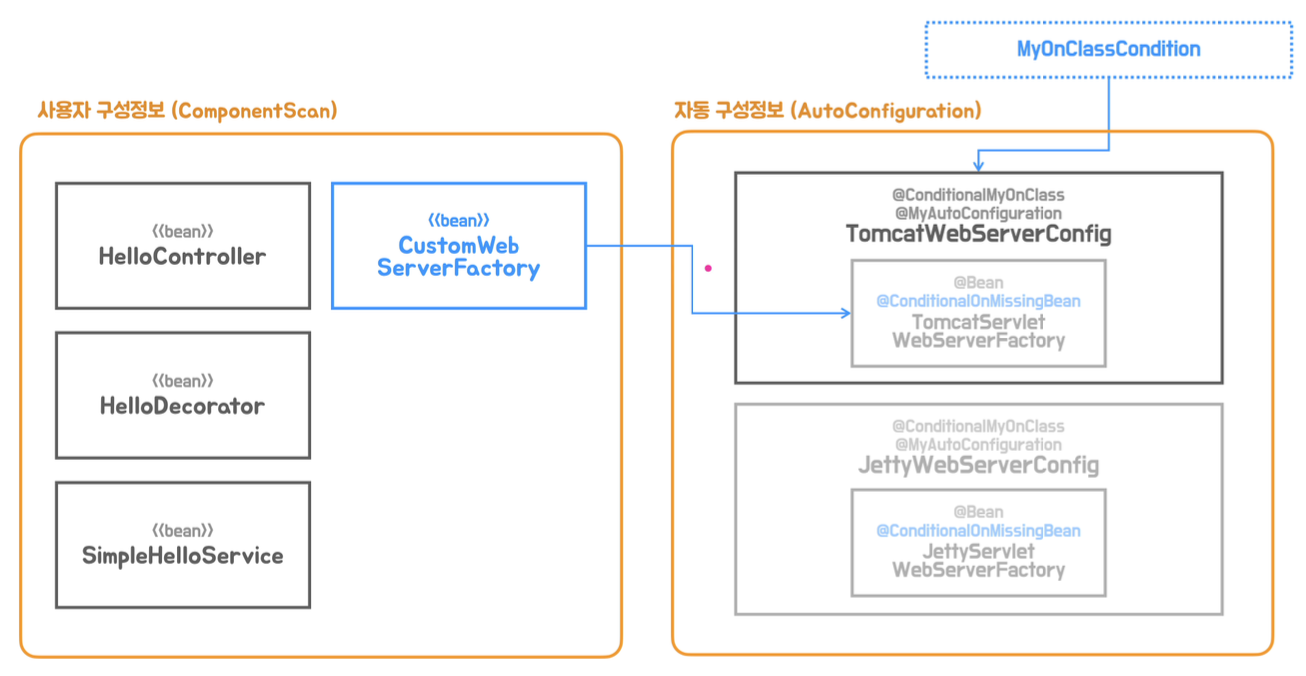 MyOnClassCondition
사용자 구성정보 (ComponentScan)
자동 구성정보 (AutoConfiguration)
<<bean>>
HelloController
<<bean>>
CustomWeb
ServerFactory
<<bean>>
HelloDecorator
<<bean>>
SimpleHelloService
@ConditionalMyOnClass
@MyAutoConfiguration
TomcatWebServerConfig
@Bean
@ConditionalOnMissingBean
TomcatServlet
WebServerFactory
@ConditionalMyOnClass
@MyAutoConfiguration
JettyWebServerConfig
@Bean
@ConditionalOnMissingBean
JettyServlet
WebServerFactory